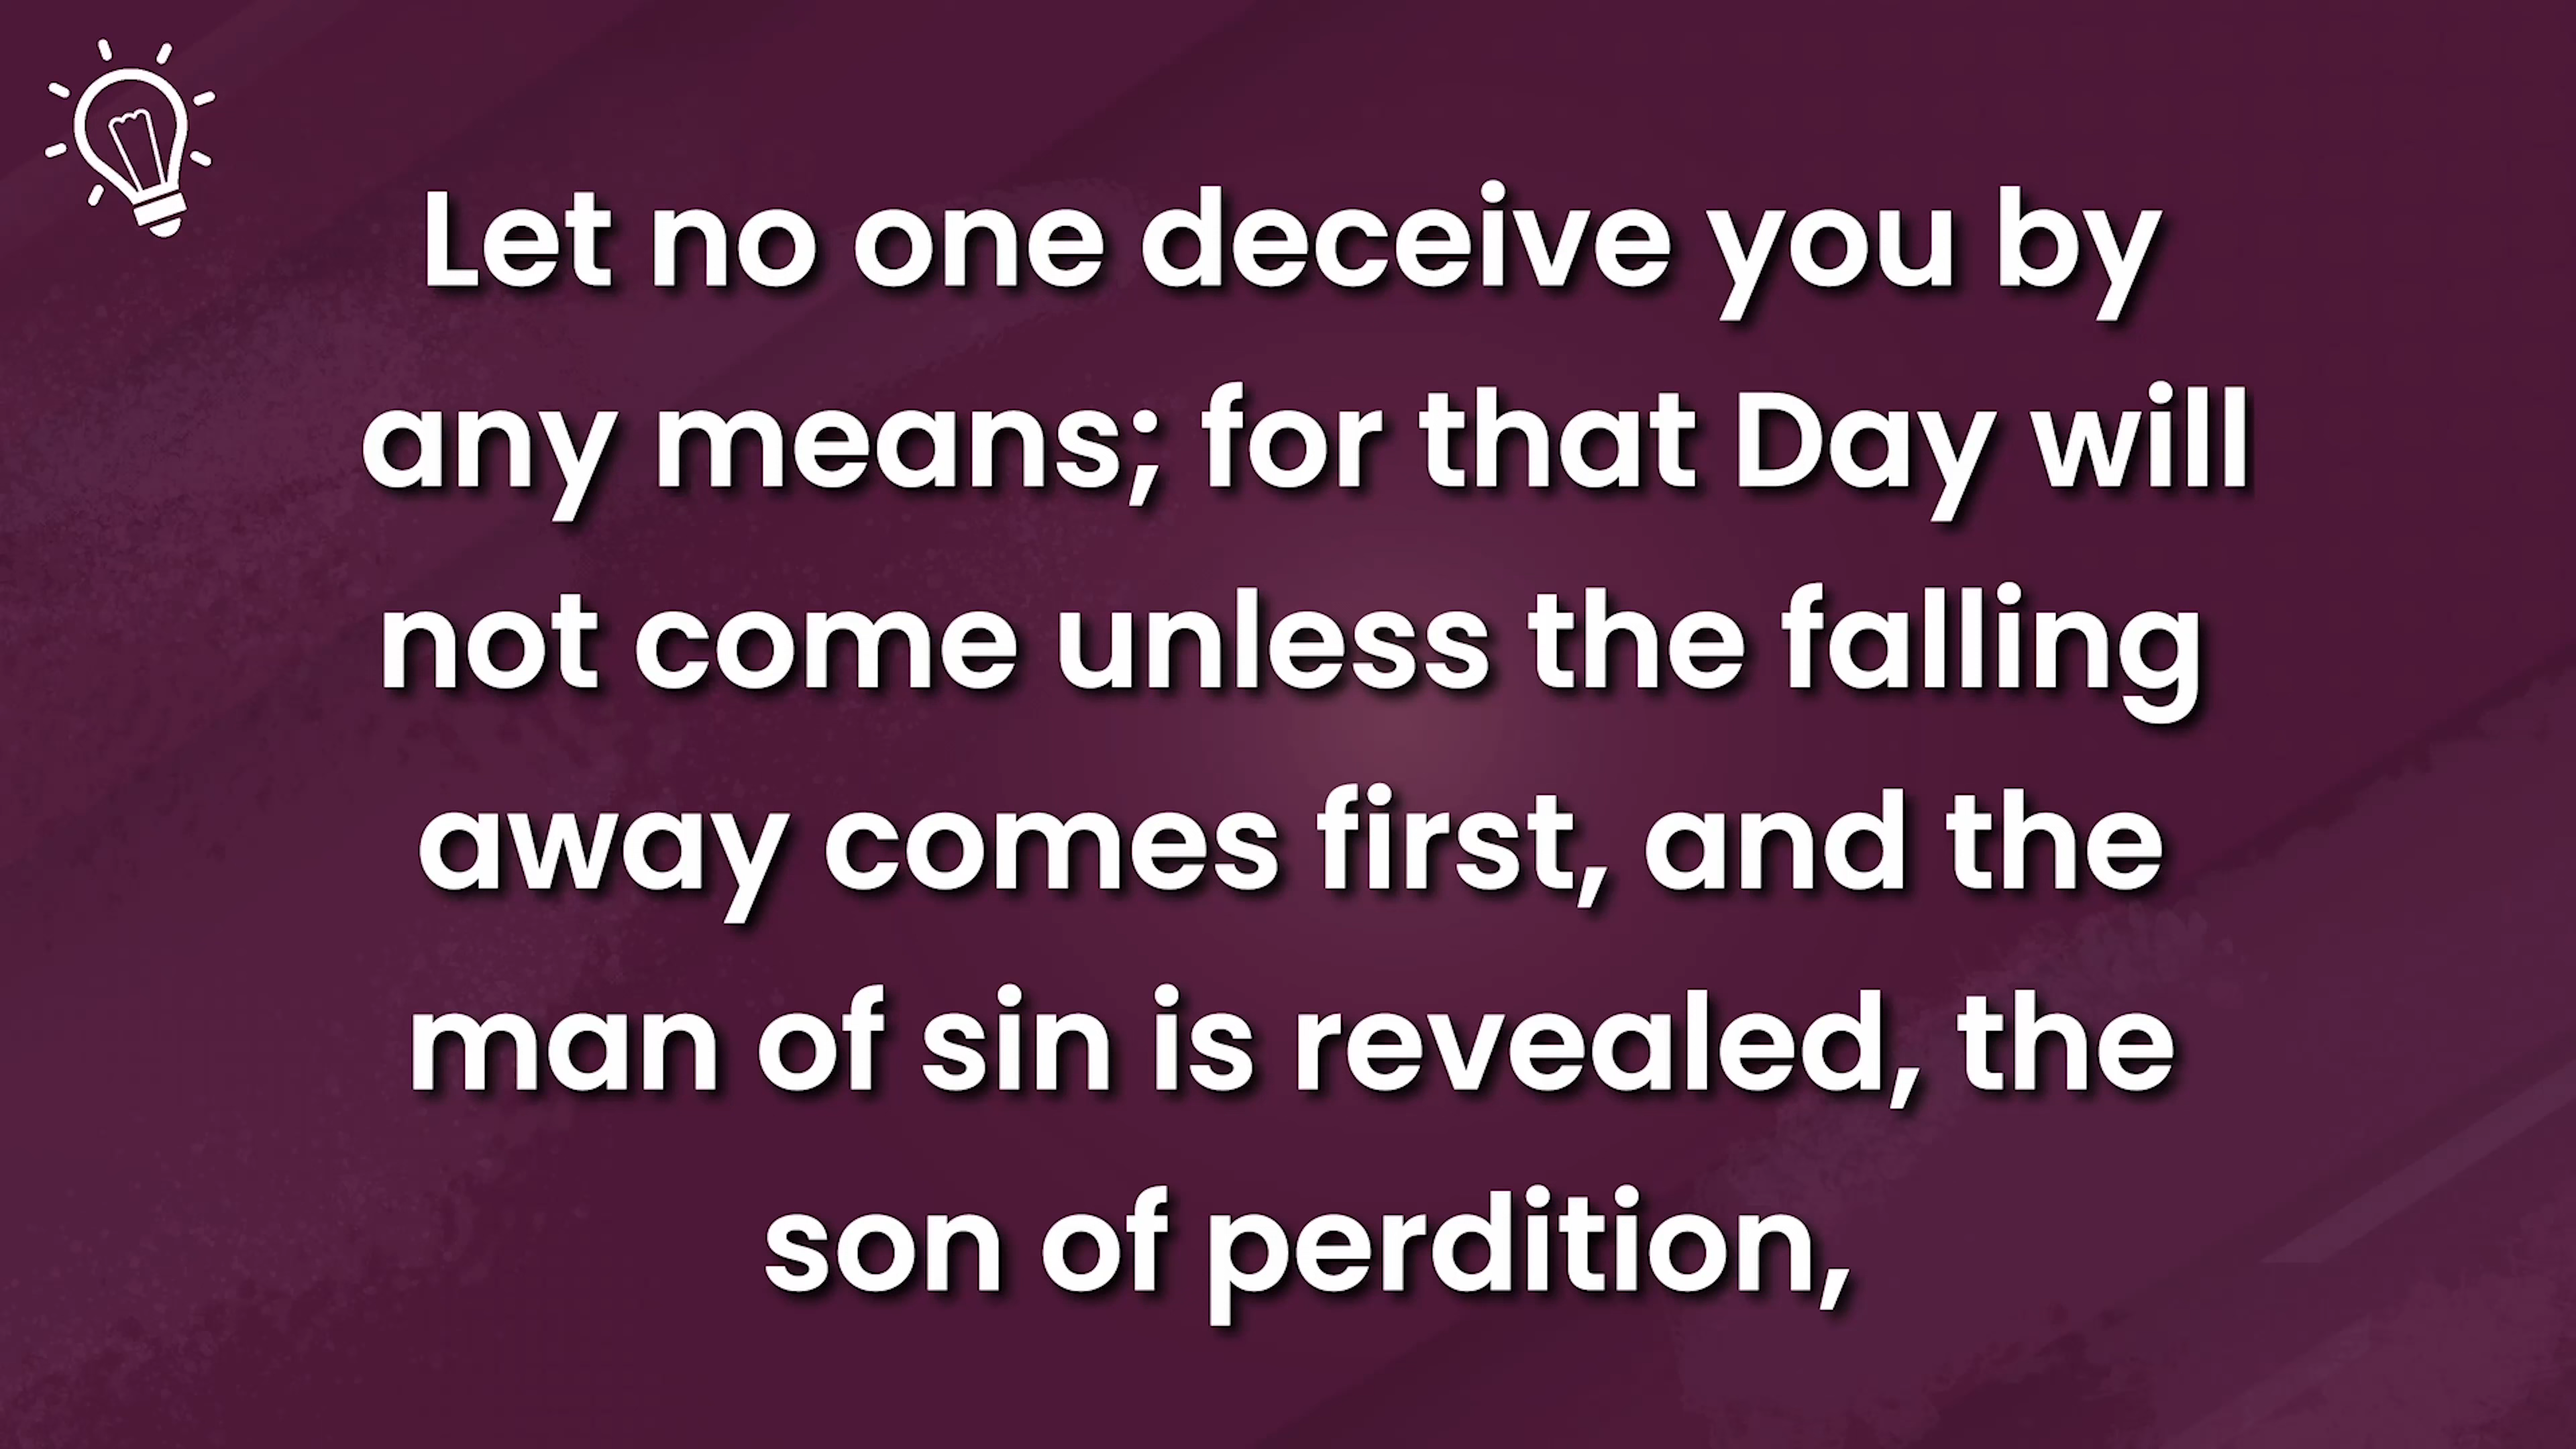 Let no one deceive you by
any means; for that Day will
not come unless the falling
away comes first, and the
man of sin is revealed, the
son of perdition,